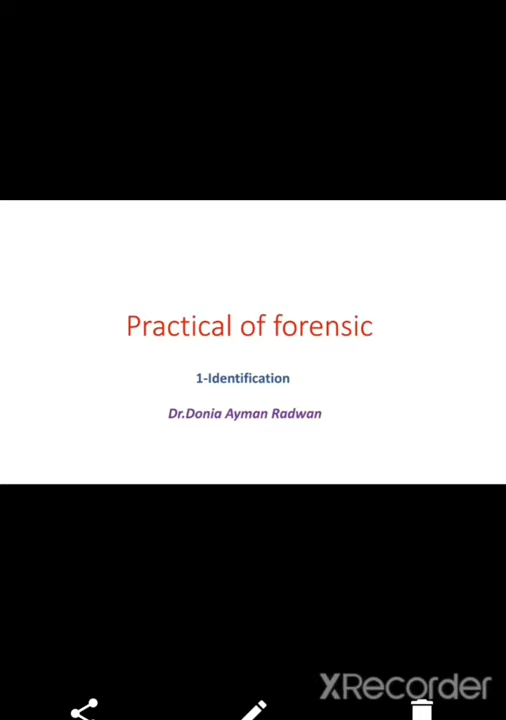 Practical of forensic
1-Identification
Dr.Donia Ayman Radwan
XRecorder